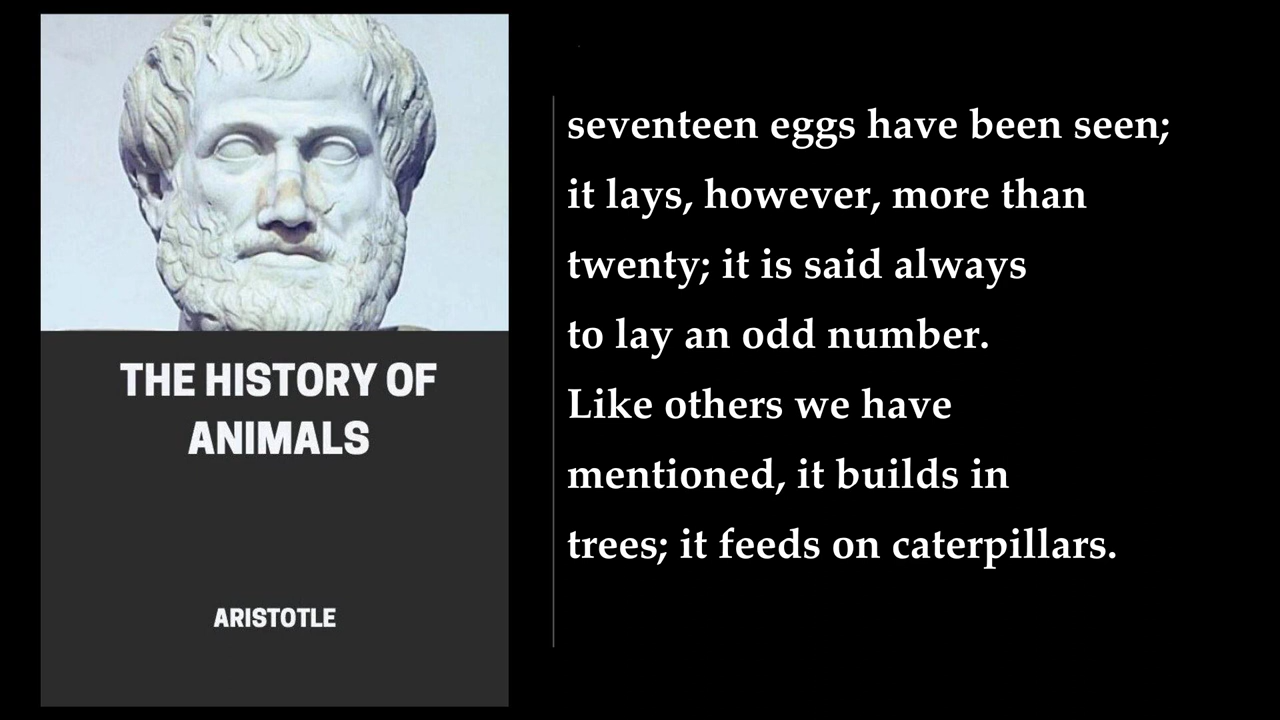 THE HISTORY OF
ANIMALS
ARISTOTLE
seventeen eggs have been seen;
it lays, however, more than
twenty; it is said always
to lay an odd number.
Like others we have
mentioned, it builds in
trees; it feeds on caterpillars.